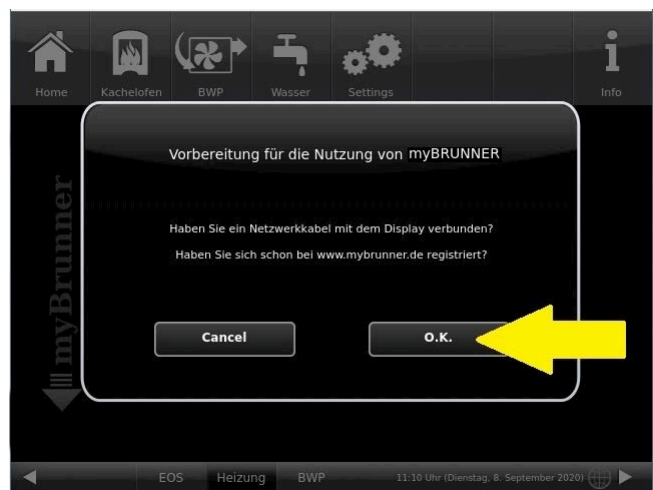 Home Kachelofen BWP Wasser Settings Info
myBrunner
Vorbereitung für die Nutzung von myBRUNNER
Haben Sie ein Netzwerkkabel mit dem Display verbunden?
Haben Sie sich schon bei www.mybrunner.de registriert?
Cancel O.K.
EOS Heizung BWP 11:10 Uhr (Dienstag, 8. September 2020)